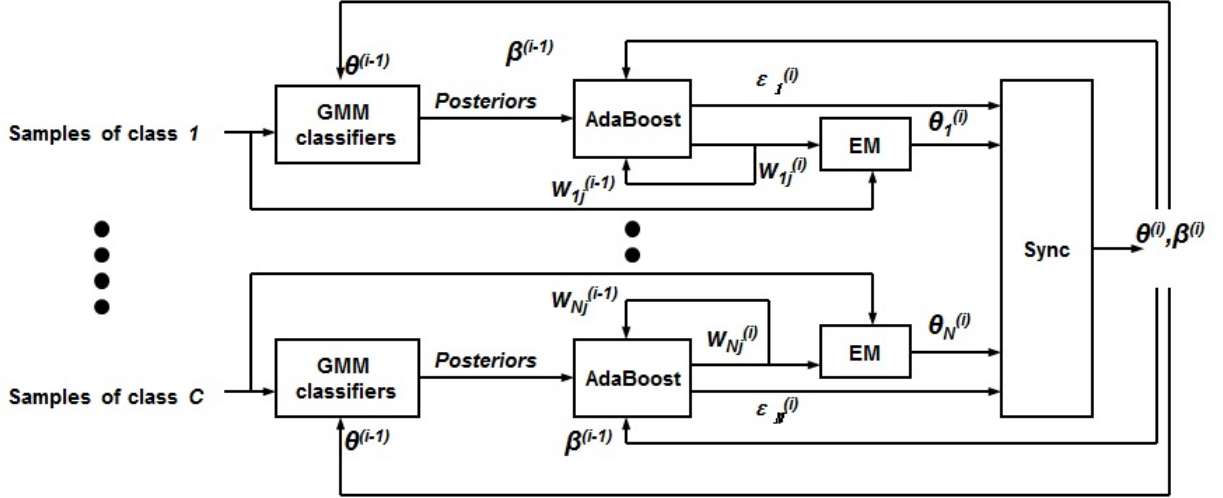 θ(i-1)
β(i-1)
GMM
classifiers
Posteriors
AdaBoost
ε 1(i)
θ1(i)
EM
Samples of class 1
W1j(i-1)
W1j(i)
Sync
θ(i),β(i)
WNj(i-1)
WNj(i)
θN(i)
GMM
classifiers
Posteriors
AdaBoost
EM
Samples of class C
ε N(i)
θ(i-1)
β(i-1)